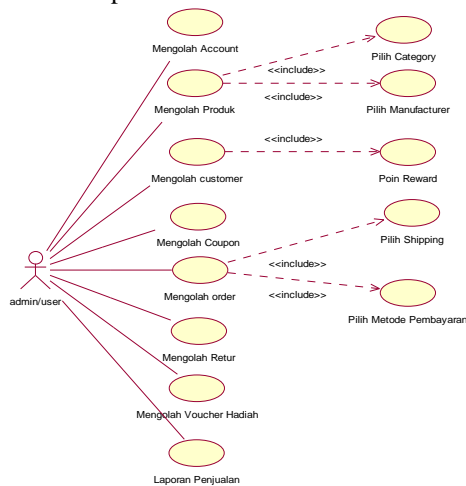 Mengolah Account
Pilih Category
<<include>>
Mengolah Produk
<<include>>
Pilih Manufacturer
<<include>>
Mengolah customer
Poin Reward
Mengolah Coupon
Pilih Shipping
<<include>>
admin/user
Mengolah order
<<include>>
Pilih Metode Pembayaran
Mengolah Retur
Mengolah Voucher Hadiah
Laporan Penjualan